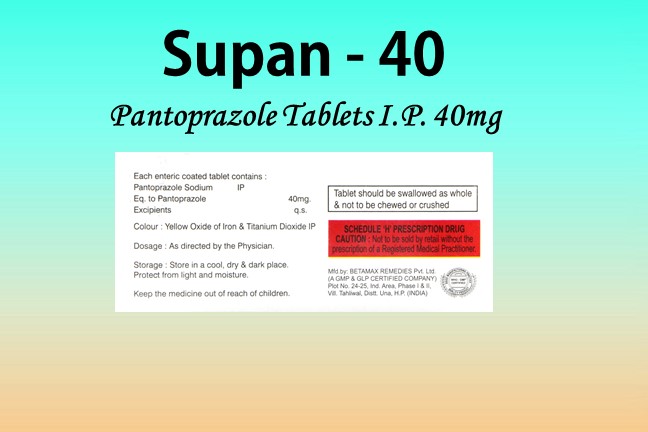 Supan - 40
Pantoprazole Tablets I.P. 40mg
Each enteric coated tablet contains :
Pantoprazole Sodium IP
Eq. to Pantoprazole 40mg.
Excipients q.s.
Colour : Yellow Oxide of Iron & Titanium Dioxide IP
Dosage : As directed by the Physician.
Storage : Store in a cool, dry & dark place.
Protect from light and moisture.
Keep the medicine out of reach of children.
Tablet should be swallowed as whole
& not to be chewed or crushed
SCHEDULE 'H' PRESCRIPTION DRUG
CAUTION : Not to be sold by retail without the
prescription of a Registered Medical Practitioner.
Mfd.by: BETAMAX REMEDIES Pvt. Ltd.
(A GMP & GLP CERTIFIED COMPANY)
Plot No. 24-25, Ind. Area, Phase I & II,
Vill. Tahliwal, Distt. Una, H.P. (INDIA)